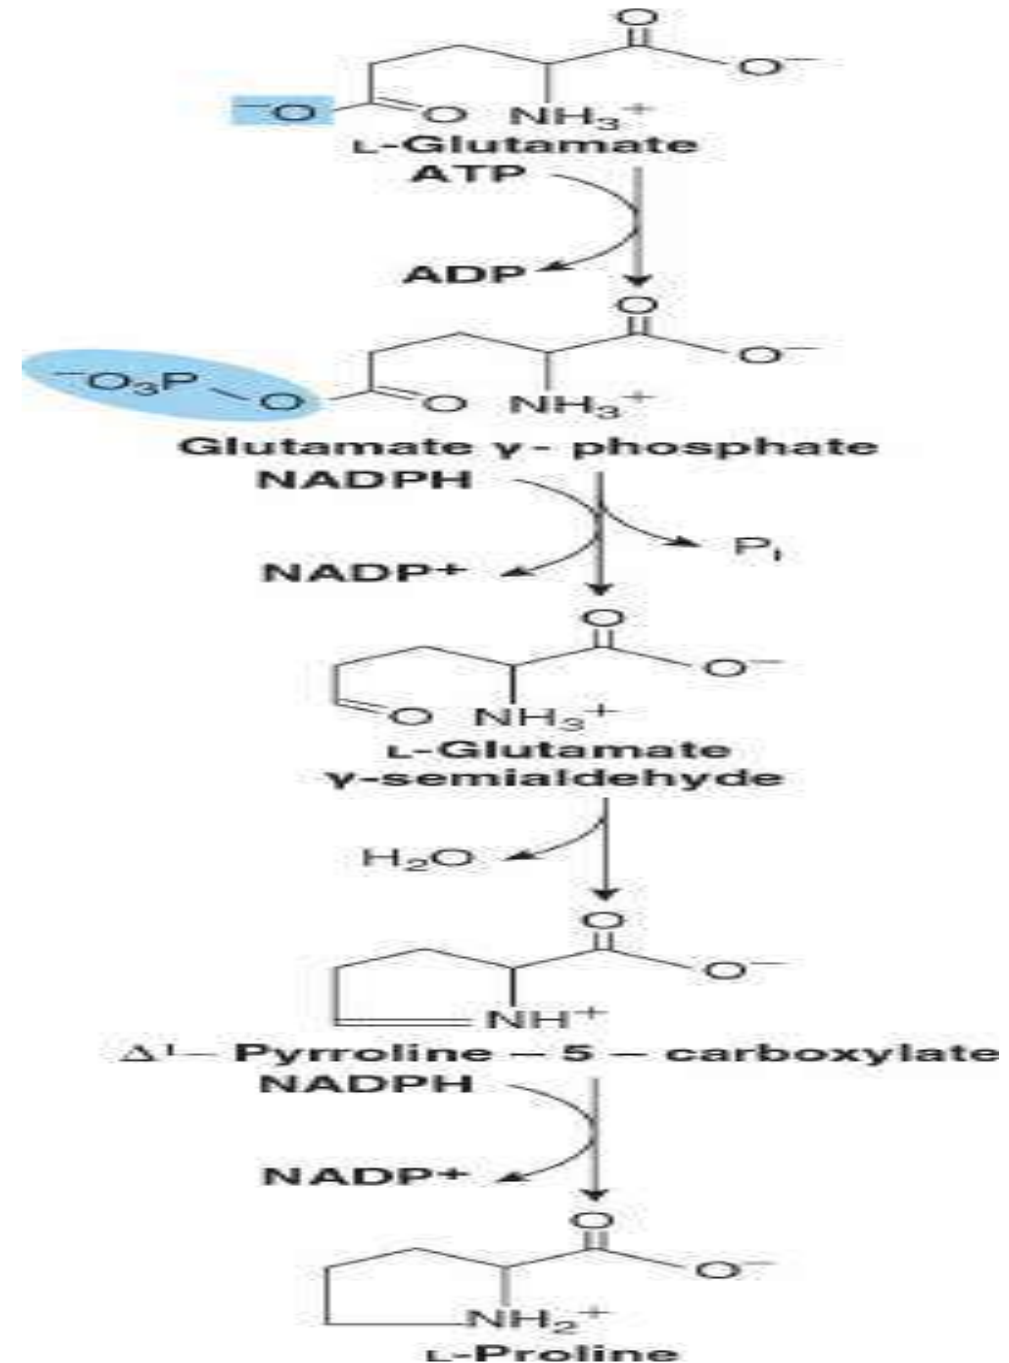 O
O⁻
⁻O
O
NH₃⁺
L-Glutamate
ATP
ADP
O
O⁻
⁻O₃P
O
O
NH₃⁺
Glutamate γ- phosphate
NADPH
Pᵢ
NADP+
O
O⁻
O
NH₃⁺
L-Glutamate
γ-semialdehyde
H₂O
O
O⁻
NH⁺
Δ¹– Pyrroline – 5 – carboxylate
NADPH
NADP+
O
O⁻
NH₂⁺
L-Proline